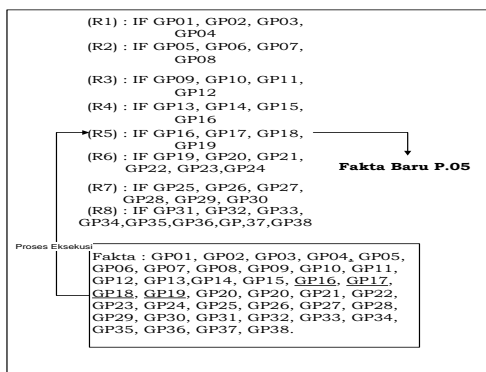 (R1) : IF GP01, GP02, GP03,
GP04
(R2) : IF GP05, GP06, GP07,
GP08
(R3) : IF GP09, GP10, GP11,
GP12
(R4) : IF GP13, GP14, GP15,
GP16
(R5) : IF GP16, GP17, GP18,
GP19
(R6) : IF GP19, GP20, GP21,
GP22, GP23,GP24
Fakta Baru P.05
(R7) : IF GP25, GP26, GP27,
GP28, GP29, GP30
(R8) : IF GP31, GP32, GP33,
GP34,GP35,GP36,GP,37,GP38
Proses Eksekusi
Fakta : GP01, GP02, GP03, GP04, GP05,
GP06, GP07, GP08, GP09, GP10, GP11,
GP12, GP13,GP14, GP15, GP16, GP17,
GP18, GP19, GP20, GP20, GP21, GP22,
GP23, GP24, GP25, GP26, GP27, GP28,
GP29, GP30, GP31, GP32, GP33, GP34,
GP35, GP36, GP37, GP38.